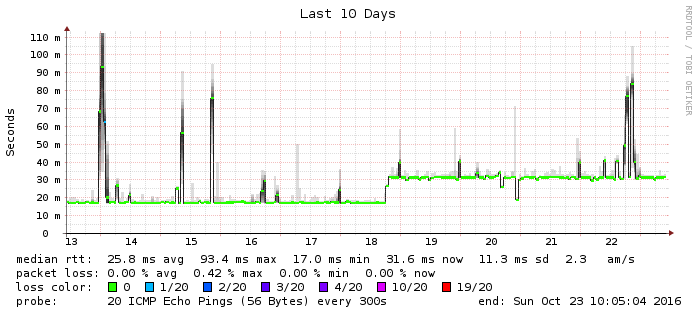 Last 10 Days
RRDTOOL / TOBI OETIKER
Seconds
110 m
100 m
90 m
80 m
70 m
60 m
50 m
40 m
30 m
20 m
10 m
0
13 14 15 16 17 18 19 20 21 22
median rtt: 25.8 ms avg 93.4 ms max 17.0 ms min 31.6 ms now 11.3 ms sd 2.3 am/s
packet loss: 0.00 % avg 0.42 % max 0.00 % min 0.00 % now
loss color: 0 1/20 2/20 3/20 4/20 10/20 19/20
probe: 20 ICMP Echo Pings (56 Bytes) every 300s end: Sun Oct 23 10:05:04 2016